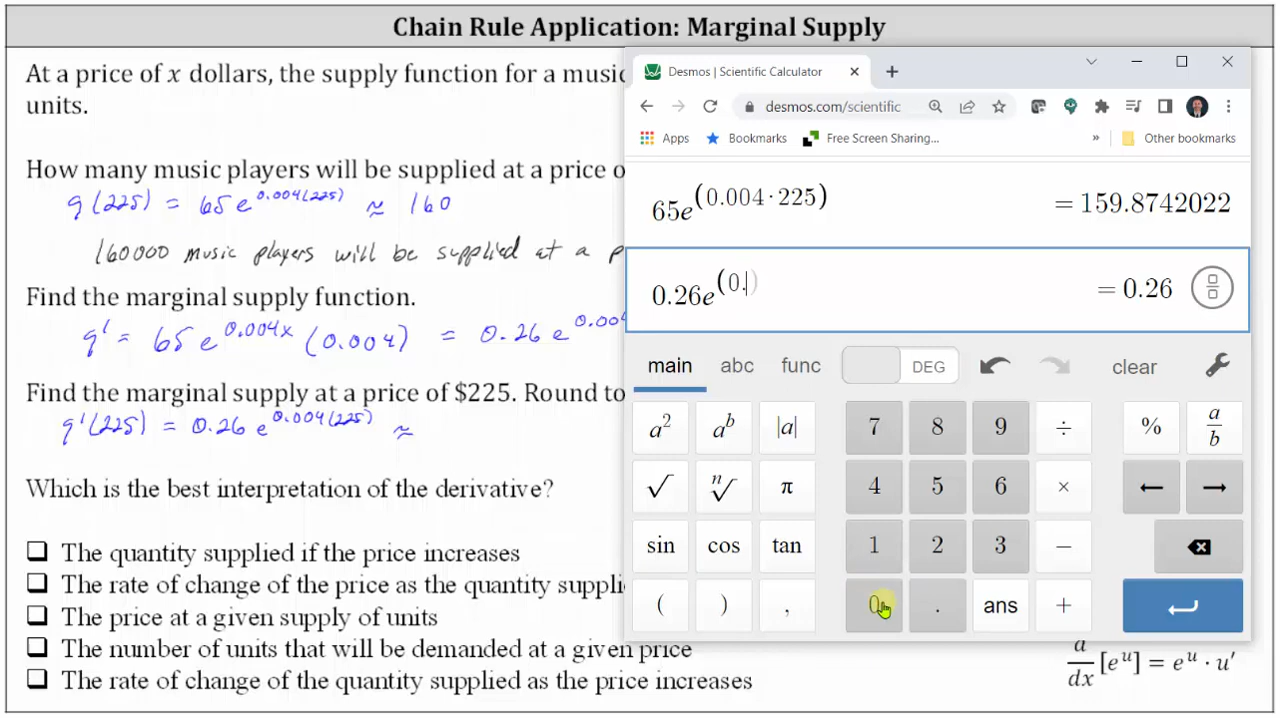 Chain Rule Application: Marginal Supply
At a price of x dollars, the supply function for a music
units.
How many music players will be supplied at a price o
q(225) = 65e^0.004(225) ≈ 160
160000 music players will be supplied at a p
Find the marginal supply function.
q' = 65e^0.004x (0.004) = 0.26e^0.004
Find the marginal supply at a price of $225. Round to
q'(225) = 0.26e^0.004(225) ≈
Which is the best interpretation of the derivative?
❑ The quantity supplied if the price increases
❑ The rate of change of the price as the quantity suppli
❑ The price at a given supply of units
❑ The number of units that will be demanded at a given price
❑ The rate of change of the quantity supplied as the price increases
Desmos | Scientific Calculator
desmos.com/scientific
Apps Bookmarks Free Screen Sharing... » Other bookmarks
65e^(0.004·225) = 159.8742022
0.26e^(0.) = 0.26
main abc func DEG clear
a² a^b |a| 7 8 9 ÷ % a/b
√ ⁿ√ π 4 5 6 × ← →
sin cos tan 1 2 3 −
( ) , 0 . ans +
d/dx [e^u] = e^u · u'